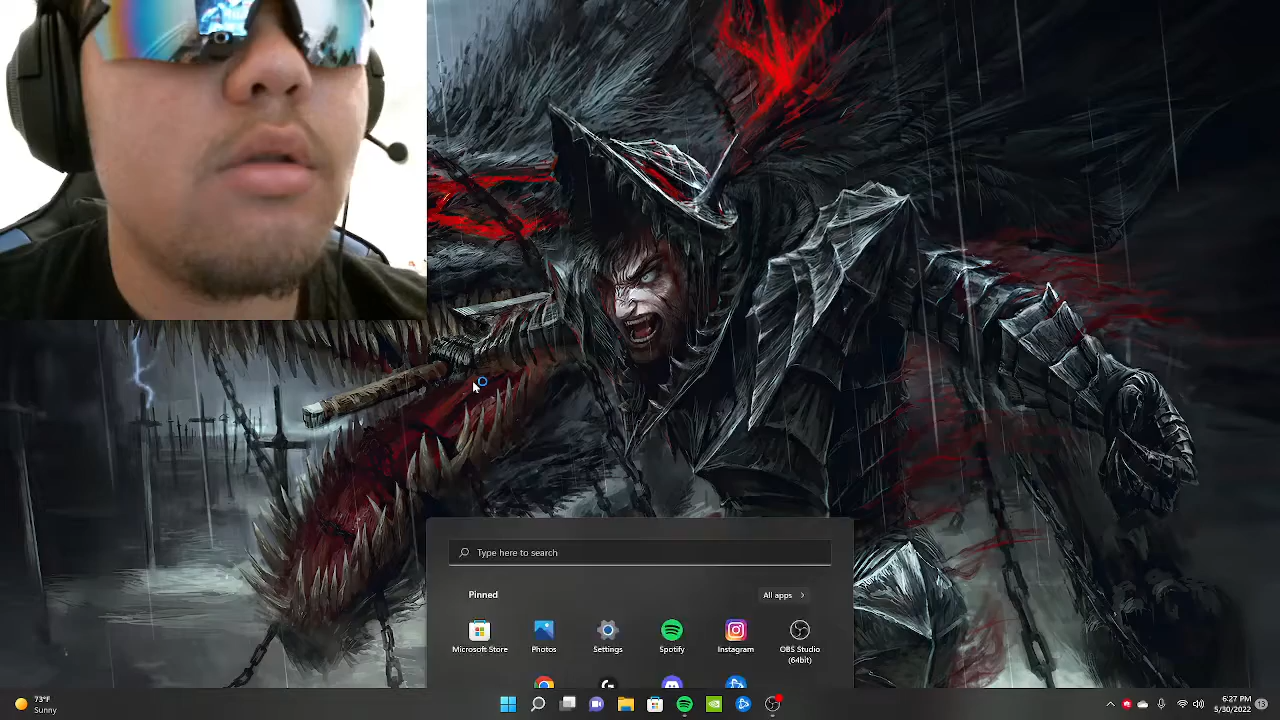 Type here to search
Pinned
All apps
Microsoft Store
Photos
Settings
Spotify
Instagram
OBS Studio
(64bit)
73°F
Sunny
6:27 PM
5/30/2022